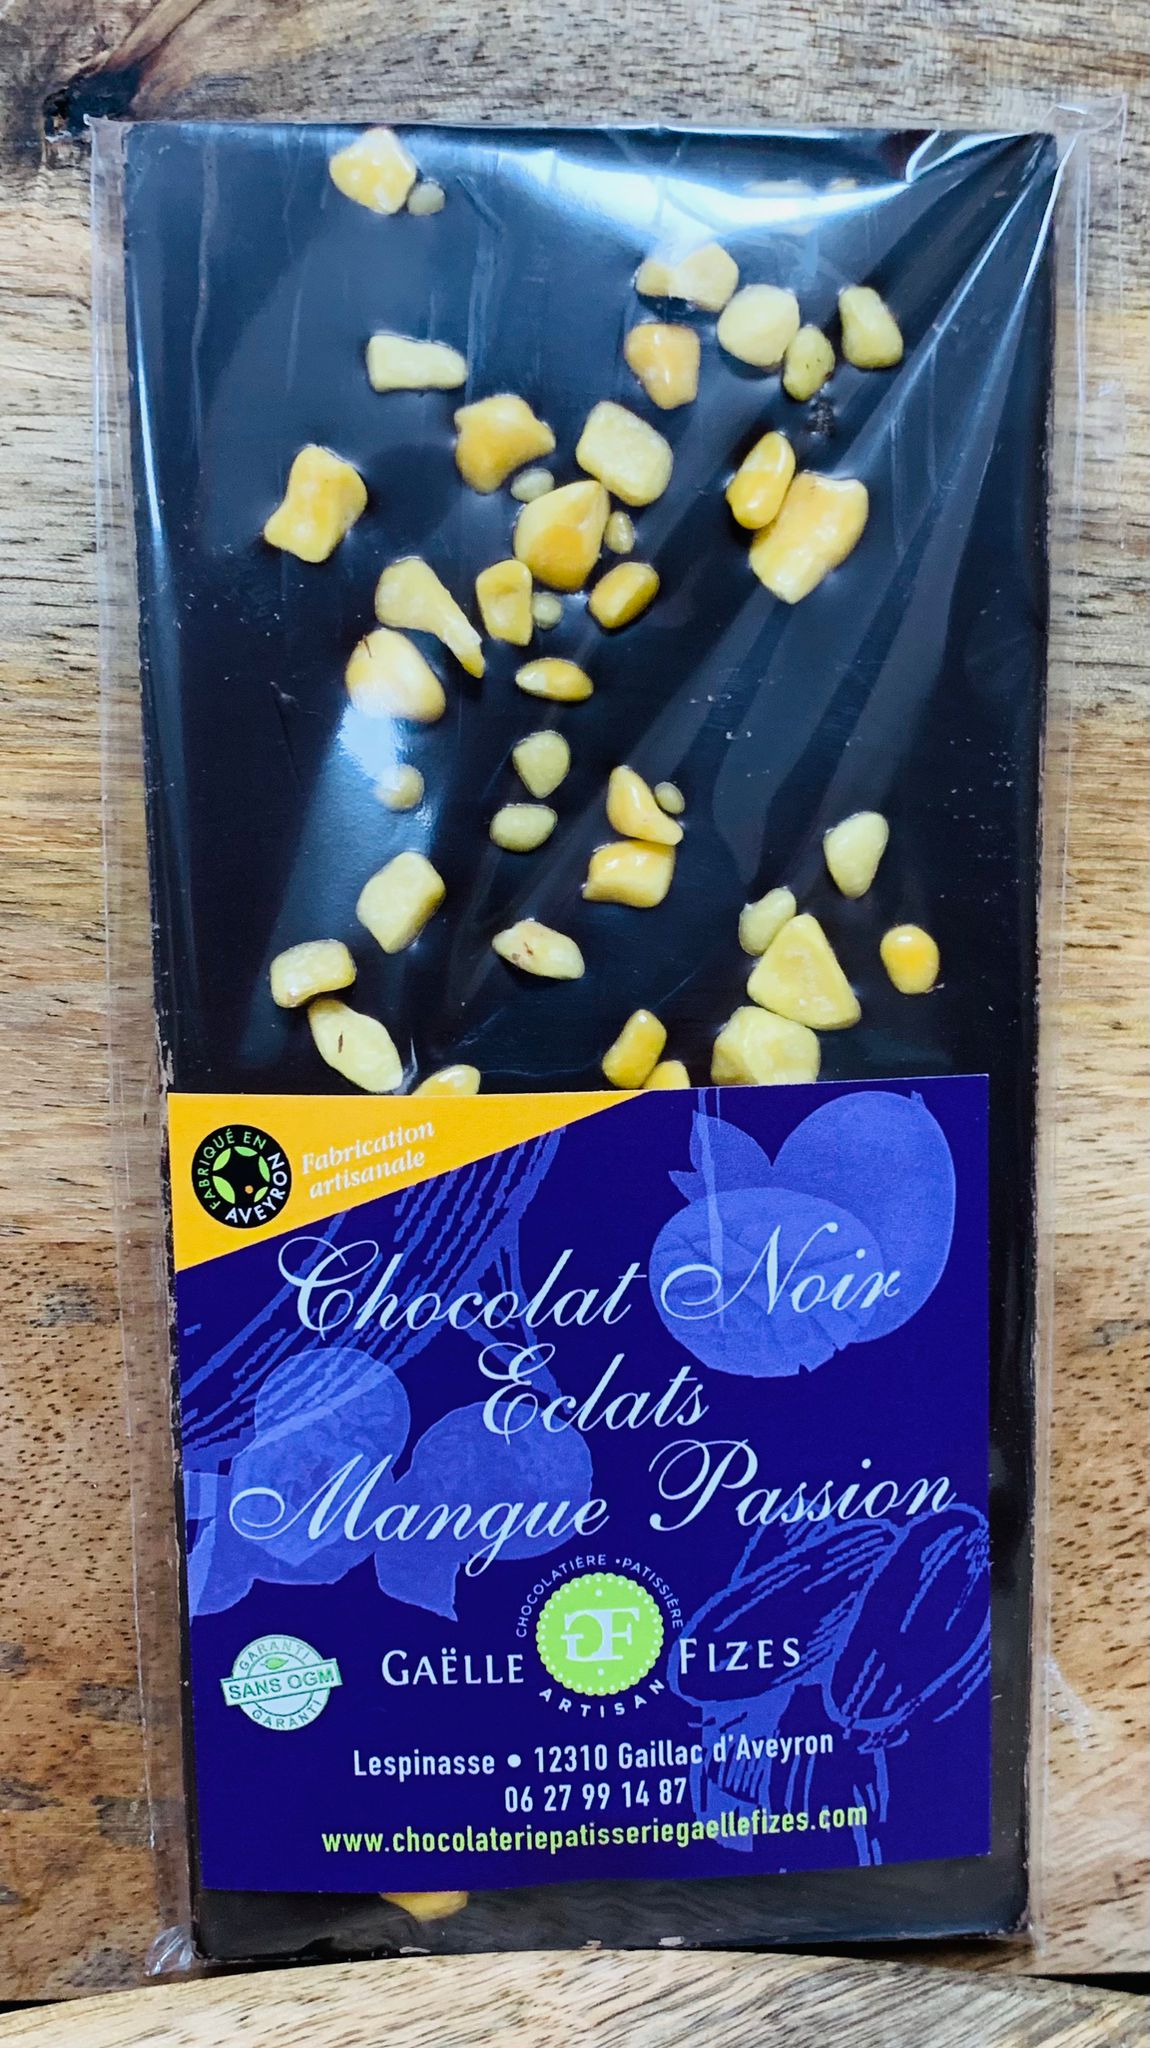 FABRIQUÉ EN
AVEYRON
Fabrication
artisanale
Chocolat Noir
Eclats
Mangue Passion
CHOCOLATIÈRE • PATISSIÈRE
GAËLLE GF FIZES
ARTISAN
GARANTI
SANS OGM
GARANTI
Lespinasse • 12310 Gaillac d'Aveyron
06 27 99 14 87
www.chocolateriepatisseriegaellefizes.com